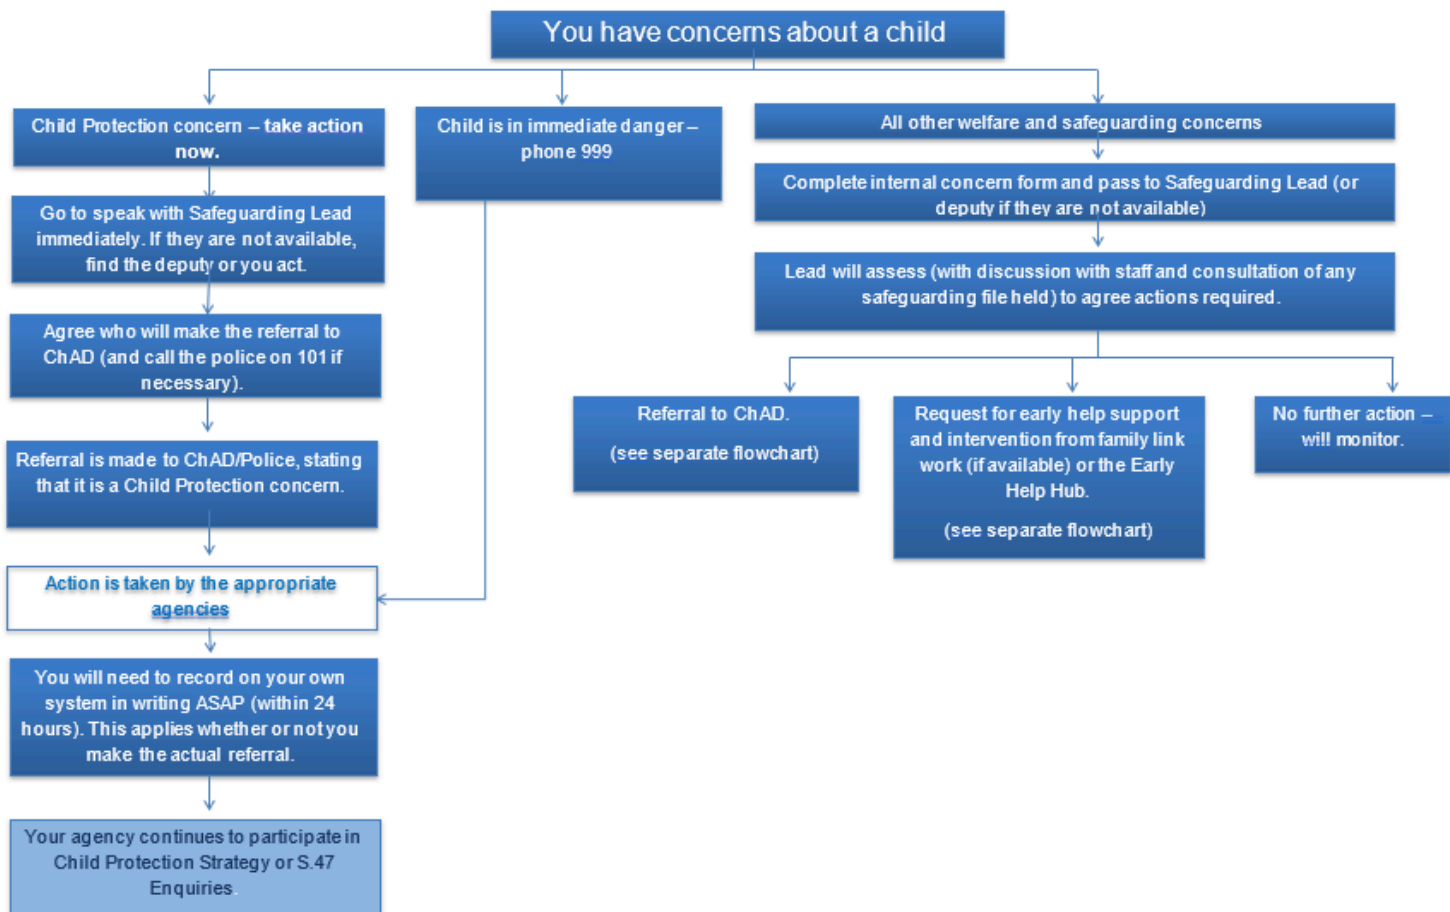 You have concerns about a child
Child Protection concern – take action
now.
Go to speak with Safeguarding Lead
immediately. If they are not available,
find the deputy or you act.
Agree who will make the referral to
ChAD (and call the police on 101 if
necessary).
Referral is made to ChAD/Police, stating
that it is a Child Protection concern.
Action is taken by the appropriate
agencies
You will need to record on your own
system in writing ASAP (within 24
hours). This applies whether or not you
make the actual referral.
Your agency continues to participate in
Child Protection Strategy or S.47
Enquiries.
Child is in immediate danger –
phone 999
All other welfare and safeguarding concerns
Complete internal concern form and pass to Safeguarding Lead (or
deputy if they are not available)
Lead will assess (with discussion with staff and consultation of any
safeguarding file held) to agree actions required.
Referral to ChAD.
(see separate flowchart)
Request for early help support
and intervention from family link
work (if available) or the Early
Help Hub.
(see separate flowchart)
No further action –
will monitor.